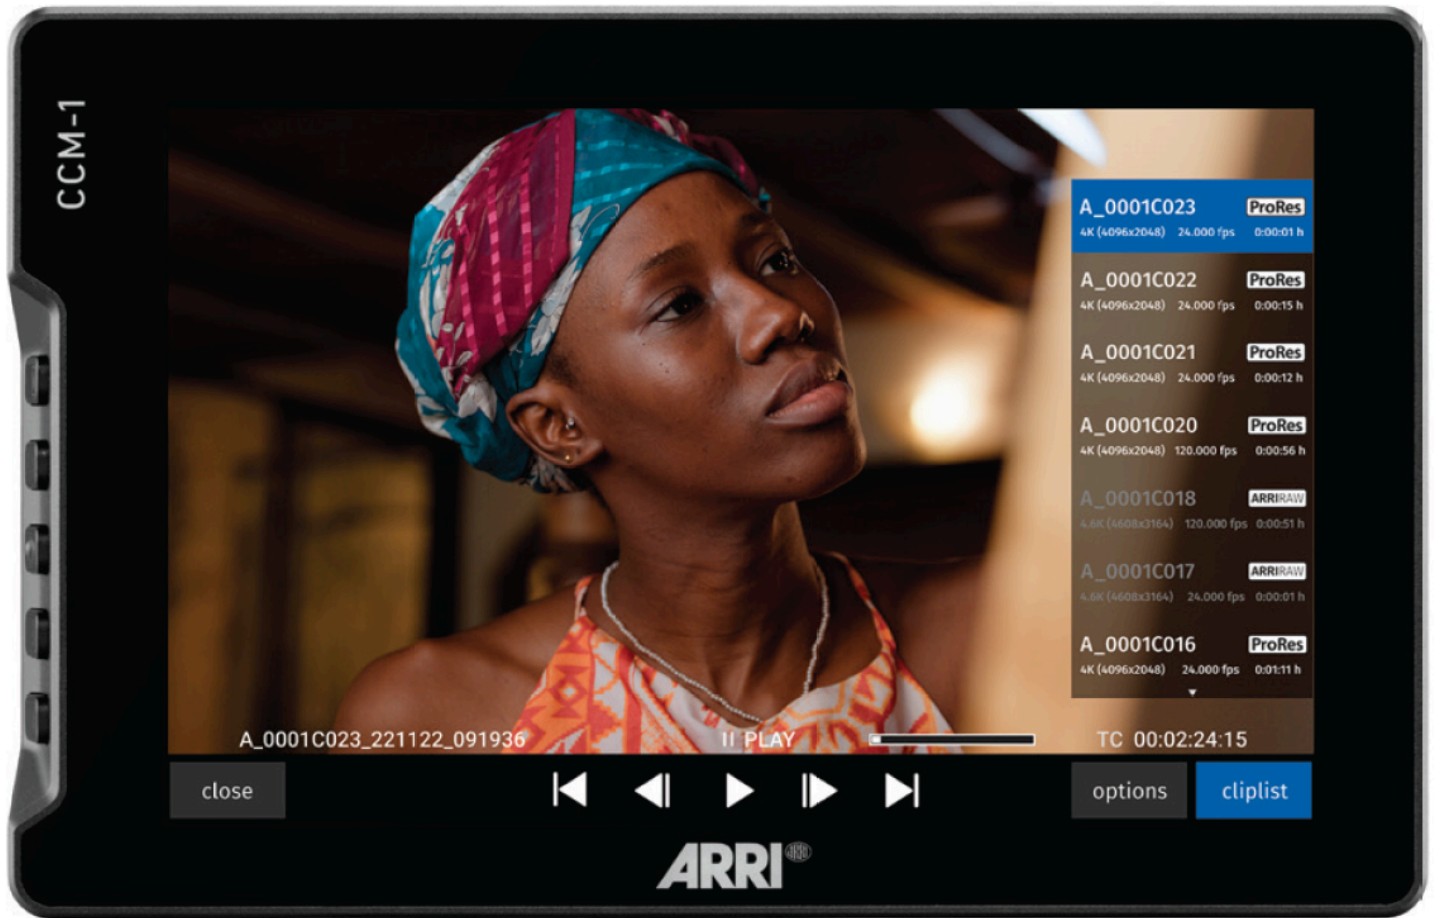 CCM-1
A_0001C023 ProRes
4K (4096x2048) 24.000 fps 0:00:01 h
A_0001C022 ProRes
4K (4096x2048) 24.000 fps 0:00:15 h
A_0001C021 ProRes
4K (4096x2048) 24.000 fps 0:00:12 h
A_0001C020 ProRes
4K (4096x2048) 120.000 fps 0:00:56 h
A_0001C018 ARRIRAW
4.6K (4608x3164) 120.000 fps 0:00:51 h
A_0001C017 ARRIRAW
4.6K (4608x3164) 24.000 fps 0:00:01 h
A_0001C016 ProRes
4K (4096x2048) 24.000 fps 0:01:11 h
A_0001C023_221122_091936 II PLAY TC 00:02:24:15
close options cliplist
ARRI ARRI